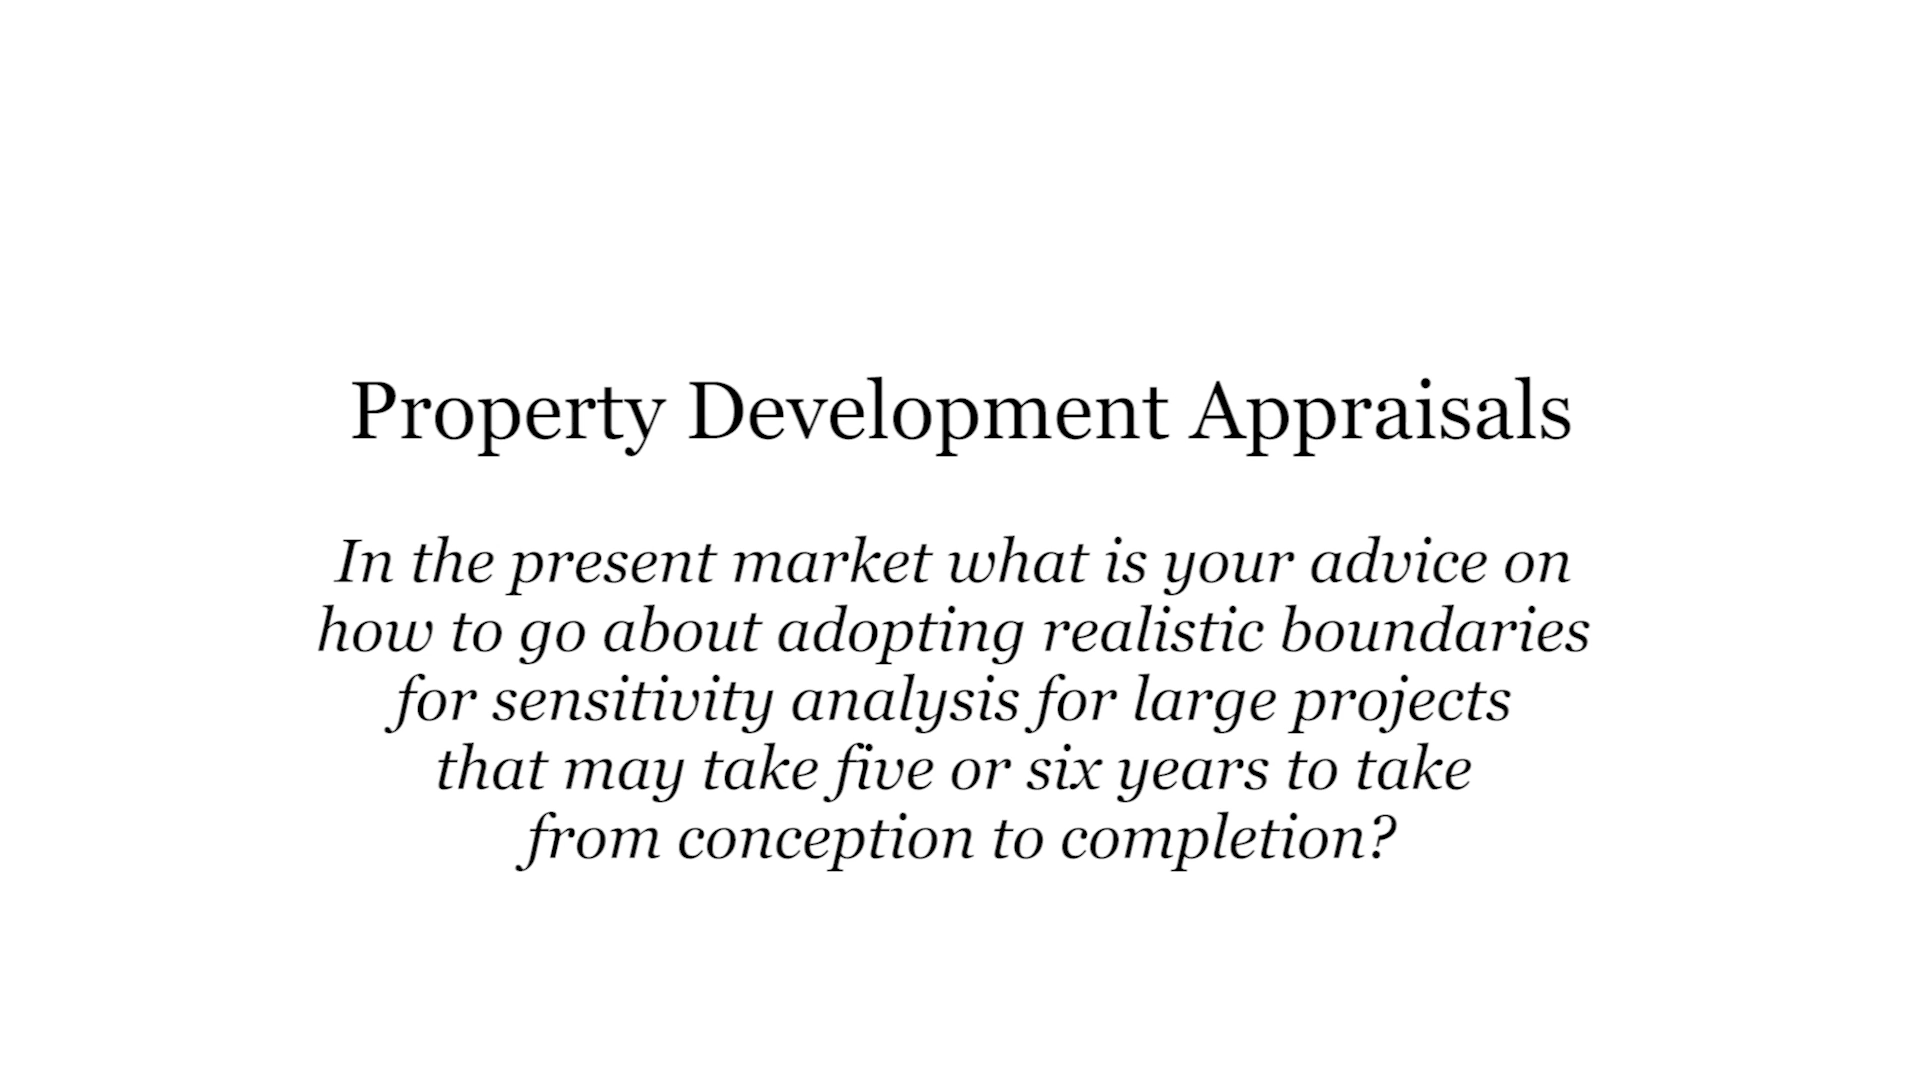 Property Development Appraisals
In the present market what is your advice on
how to go about adopting realistic boundaries
for sensitivity analysis for large projects
that may take five or six years to take
from conception to completion?